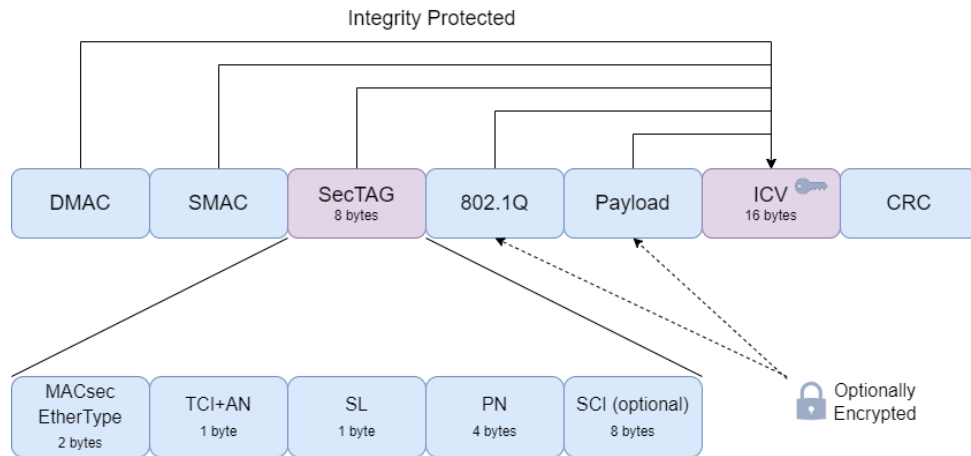 Integrity Protected
DMAC
SMAC
SecTAG
8 bytes
802.1Q
Payload
ICV
16 bytes
CRC
MACsec
EtherType
2 bytes
TCI+AN
1 byte
SL
1 byte
PN
4 bytes
SCI (optional)
8 bytes
Optionally
Encrypted